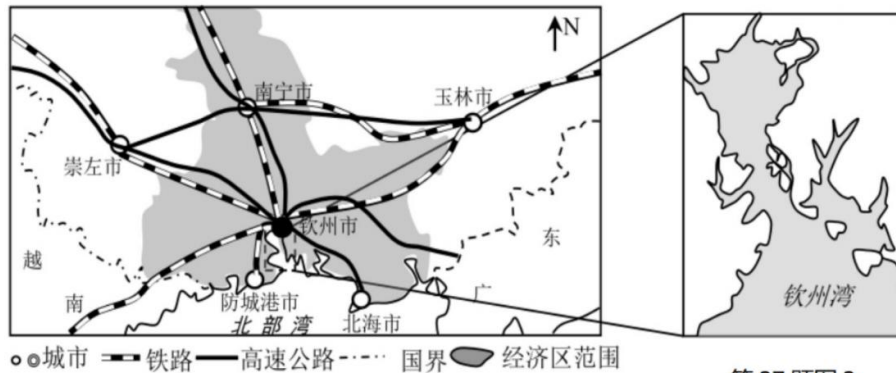 N
南宁市
玉林市
崇左市
钦州市
越
东
南
防城港市
广
北部湾
北海市
钦州湾
城市 铁路 高速公路 国界 经济区范围